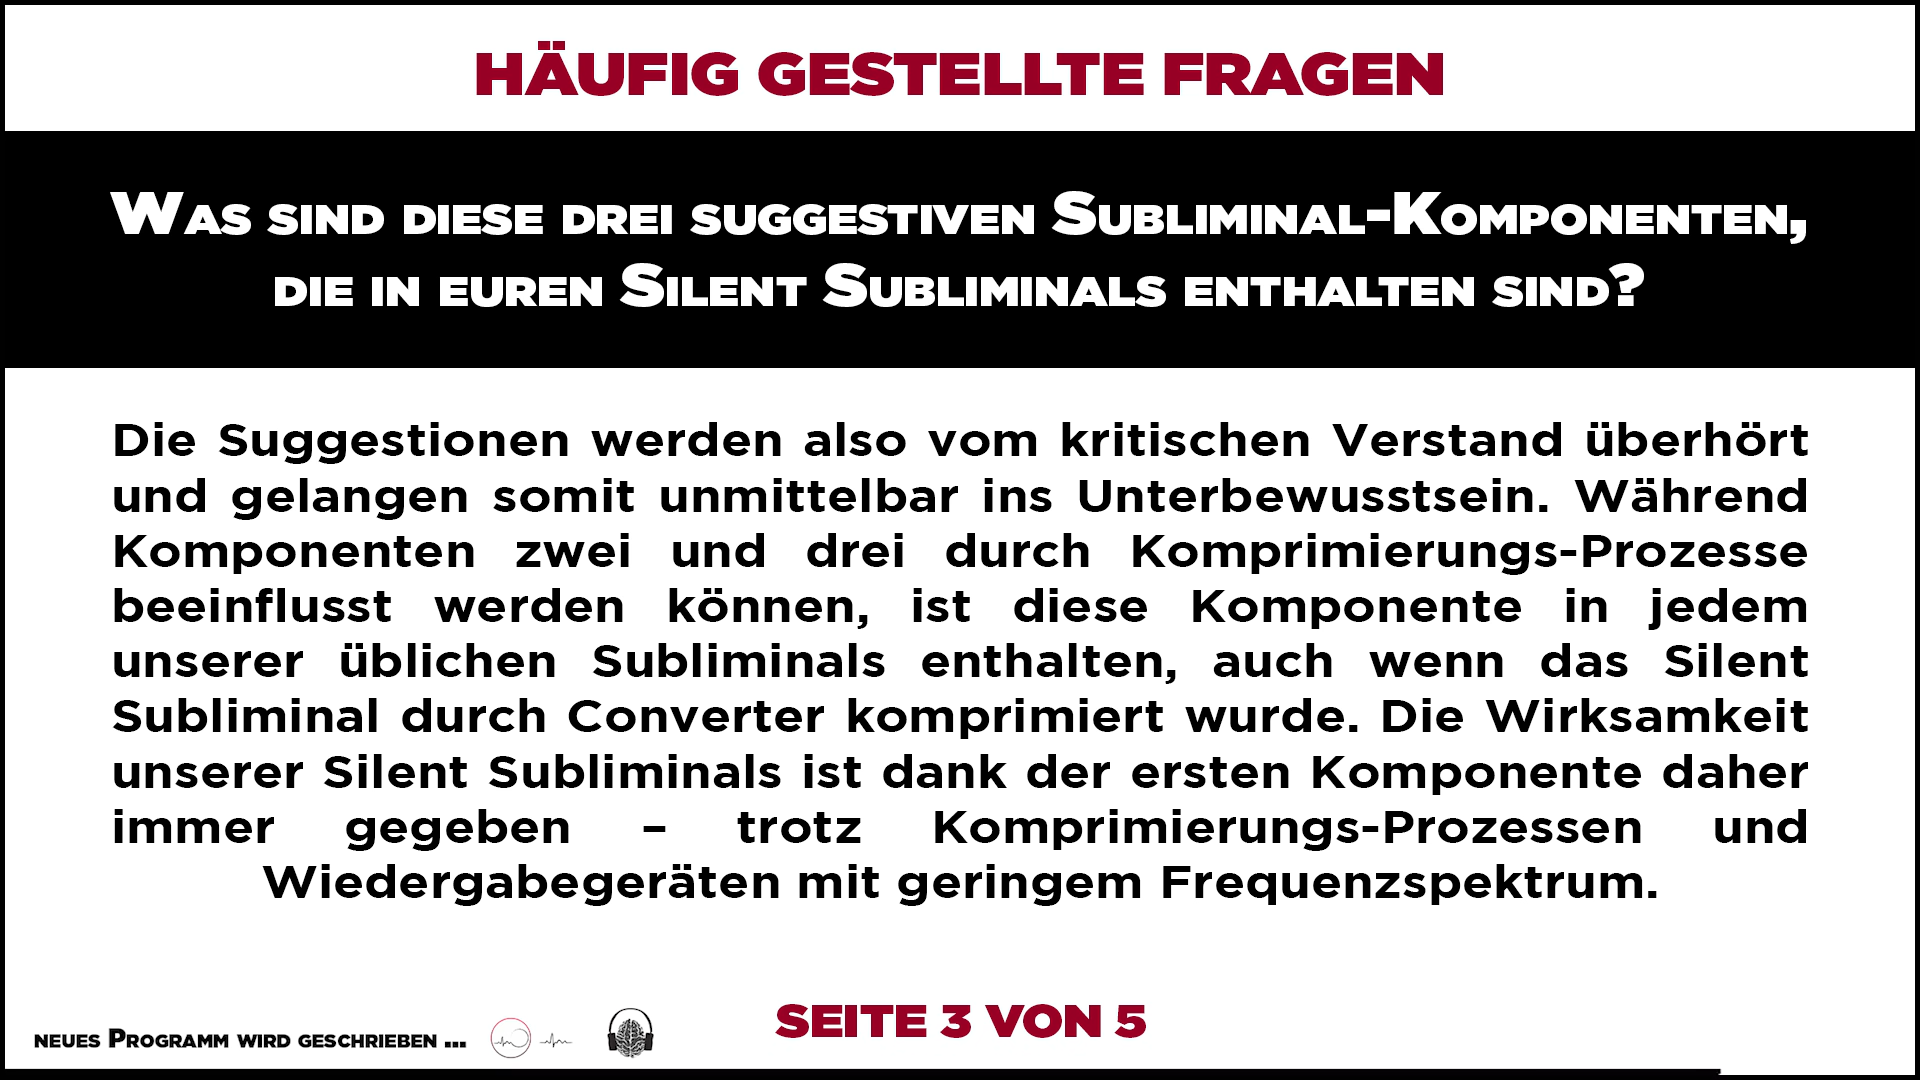 HÄUFIG GESTELLTE FRAGEN
WAS SIND DIESE DREI SUGGESTIVEN SUBLIMINAL-KOMPONENTEN,
DIE IN EUREN SILENT SUBLIMINALS ENTHALTEN SIND?
Die Suggestionen werden also vom kritischen Verstand überhört
und gelangen somit unmittelbar ins Unterbewusstsein. Während
Komponenten zwei und drei durch Komprimierungs-Prozesse
beeinflusst werden können, ist diese Komponente in jedem
unserer üblichen Subliminals enthalten, auch wenn das Silent
Subliminal durch Converter komprimiert wurde. Die Wirksamkeit
unserer Silent Subliminals ist dank der ersten Komponente daher
immer gegeben – trotz Komprimierungs-Prozessen und
Wiedergabegeräten mit geringem Frequenzspektrum.
SEITE 3 VON 5
NEUES PROGRAMM WIRD GESCHRIEBEN ...